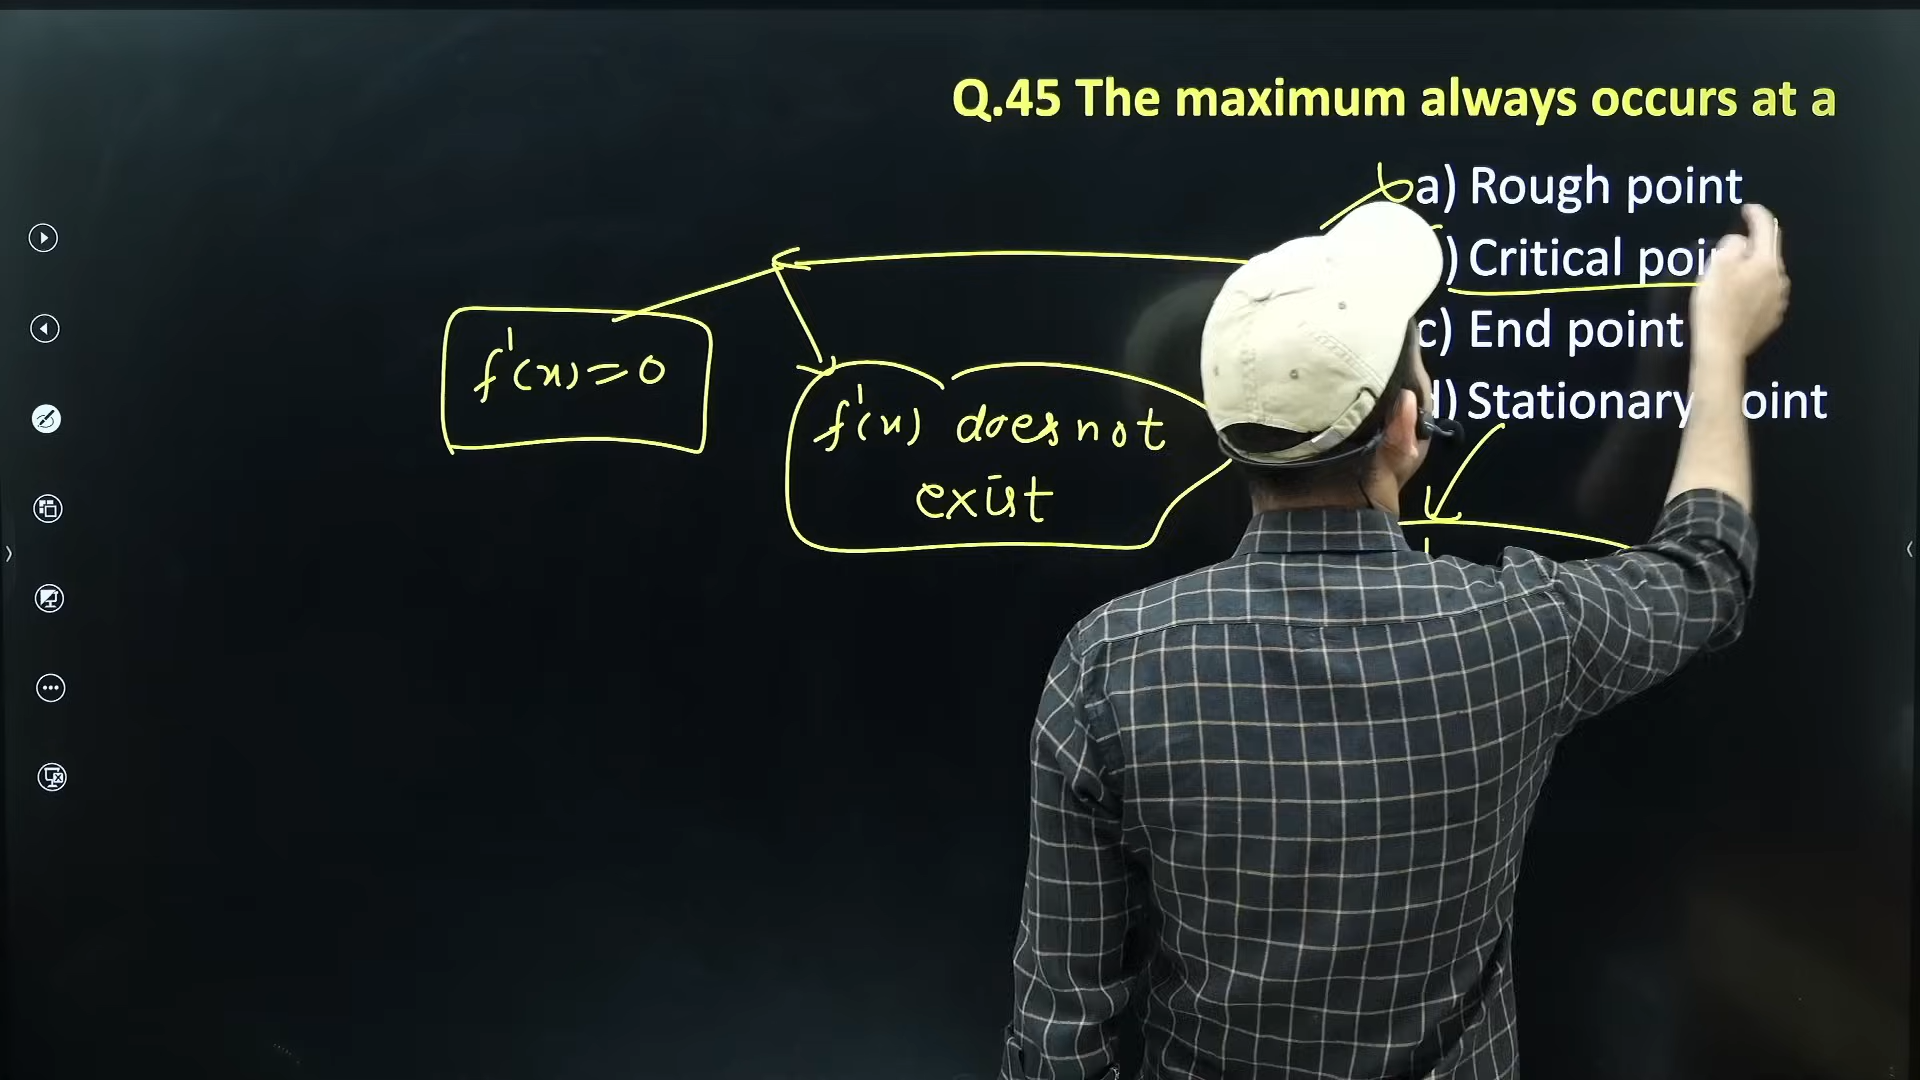 Q.45 The maximum always occurs at a
a) Rough point
) Critical poi
c) End point
d) Stationary oint
f'(x)=0
f'(x) does not
exist